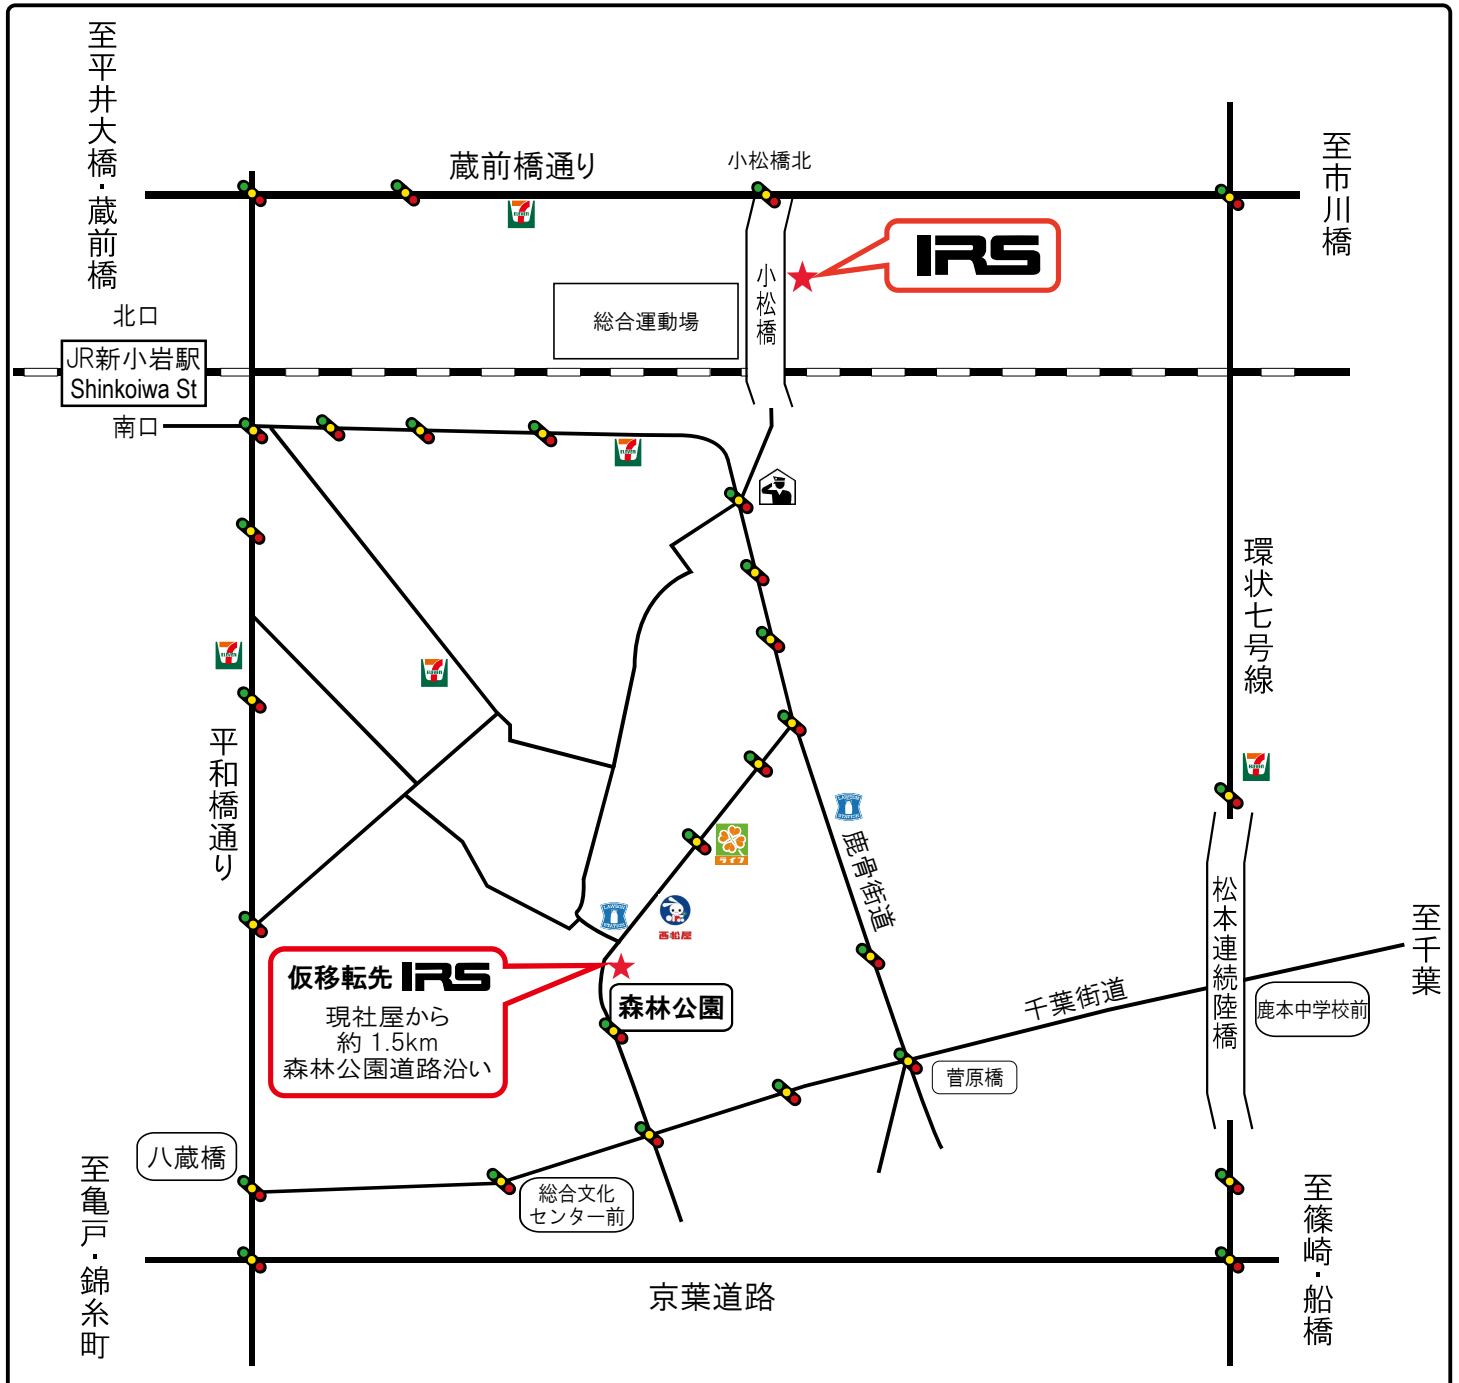 至平井大橋・蔵前橋
蔵前橋通り
小松橋北
至市川橋
IRS
小松橋
総合運動場
北口
JR新小岩駅
Shinkoiwa St
南口
環状七号線
平和橋通り
ライフ
鹿骨街道
西松屋
松本連続陸橋
至千葉
仮移転先 IRS
現社屋から
約 1.5km
森林公園道路沿い
森林公園
千葉街道
鹿本中学校前
菅原橋
八蔵橋
総合文化
センター前
至亀戸・錦糸町
至篠崎・船橋
京葉道路